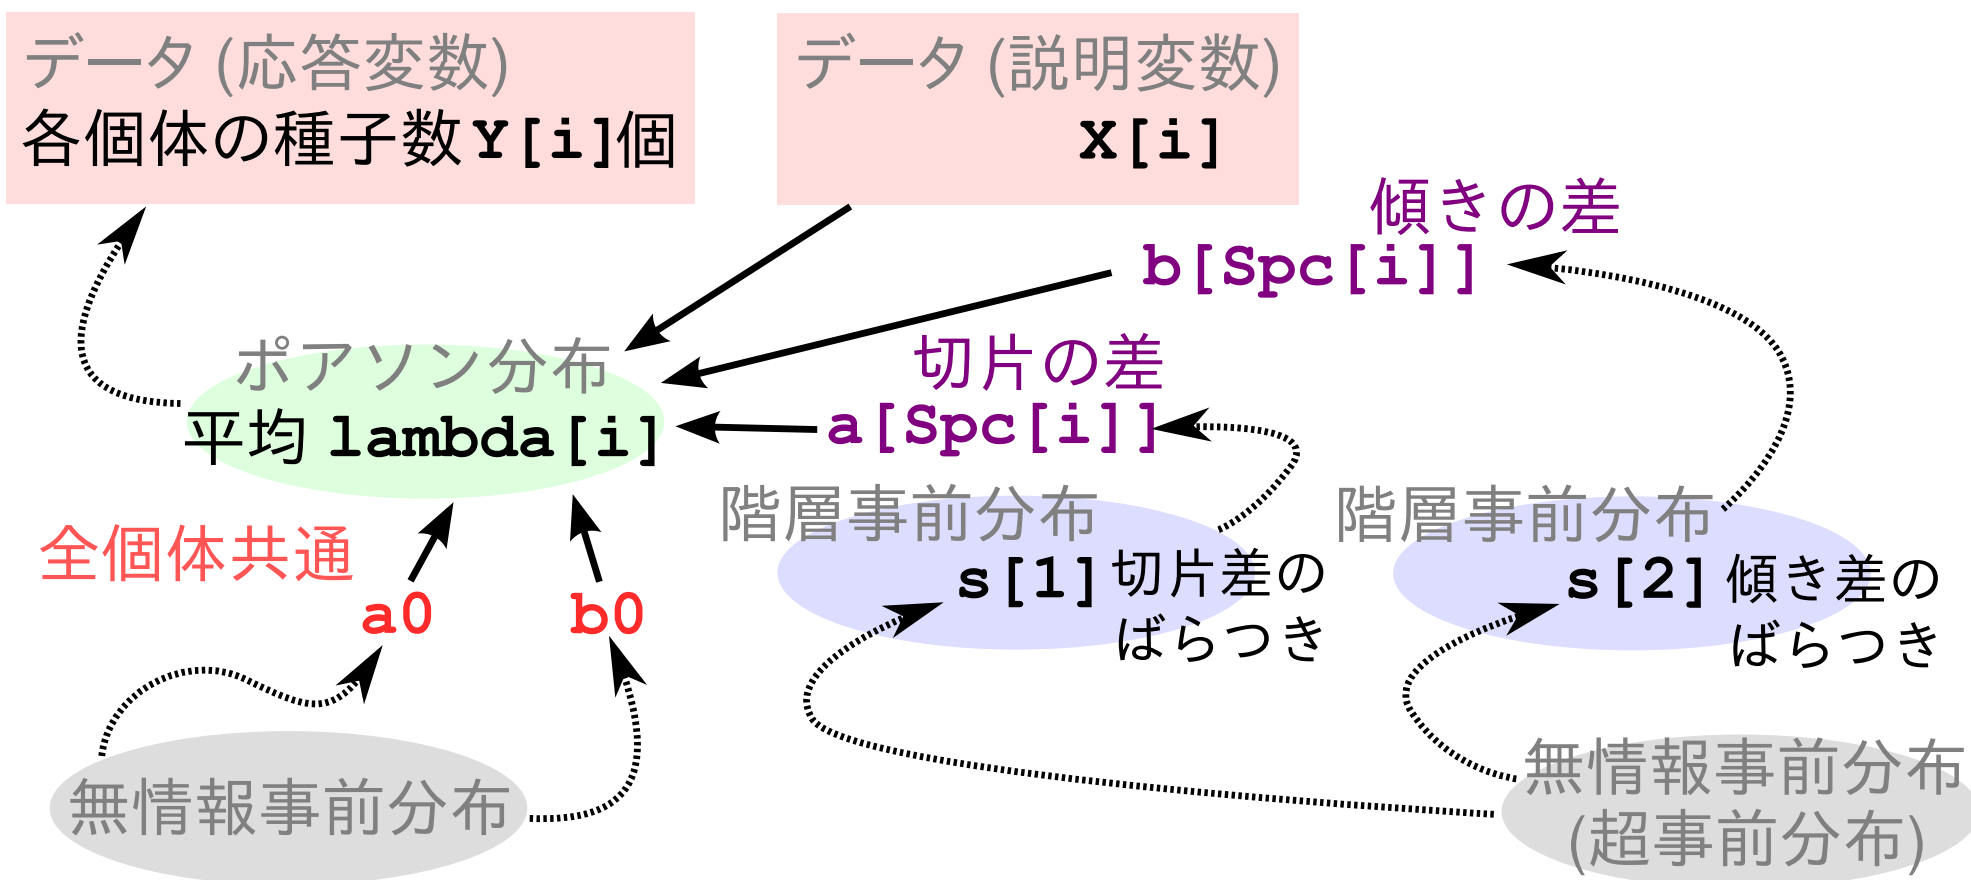 データ (応答変数)
各個体の種子数 Y[i]個
データ (説明変数)
X[i]
傾きの差
b[Spc[i]]
切片の差
a[Spc[i]]
ポアソン分布
平均 lambda[i]
全個体共通
a0
b0
階層事前分布
s[1] 切片差の
ばらつき
階層事前分布
s[2] 傾き差の
ばらつき
無情報事前分布
無情報事前分布
(超事前分布)